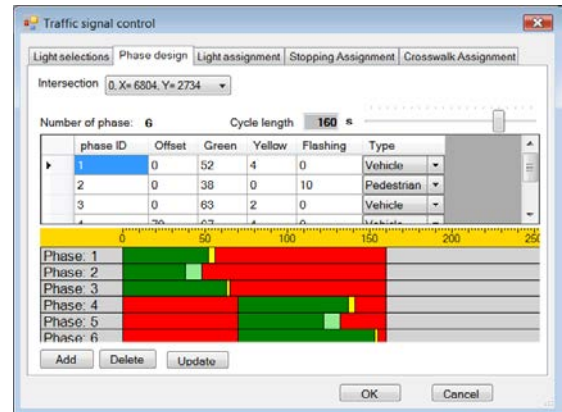 Traffic signal control
Light selections Phase design Light assignment Stopping Assignment Crosswalk Assignment
Intersection 0, X= 6804, Y= 2734
Number of phase: 6 Cycle length 160 s
phase ID Offset Green Yellow Flashing Type
1 0 52 4 0 Vehicle
2 0 38 0 10 Pedestrian
3 0 63 2 0 Vehicle
0 50 100 150 200 250
Phase: 1
Phase: 2
Phase: 3
Phase: 4
Phase: 5
Phase: 6
Add Delete Update
OK Cancel